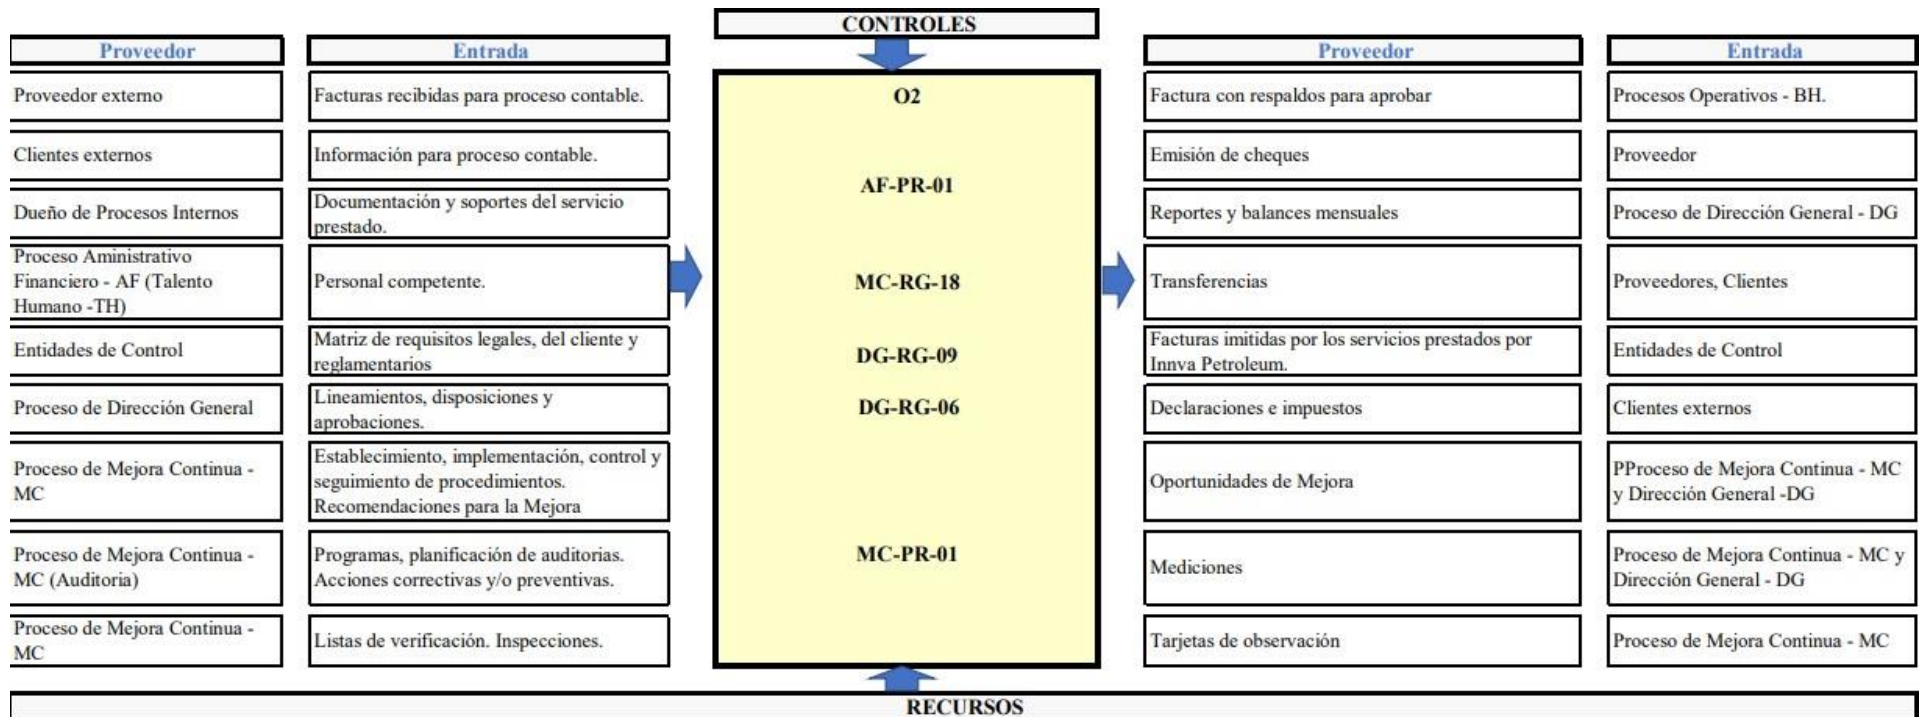 CONTROLES
Proveedor
Entrada
Proveedor
Entrada
Proveedor externo
Facturas recibidas para proceso contable.
O2
Factura con respaldos para aprobar
Procesos Operativos - BH.
Clientes externos
Información para proceso contable.
Emisión de cheques
Proveedor
AF-PR-01
Dueño de Procesos Internos
Documentación y soportes del servicio
prestado.
Reportes y balances mensuales
Proceso de Dirección General - DG
Proceso Aministrativo
Financiero - AF (Talento
Humano -TH)
Personal competente.
MC-RG-18
Transferencias
Proveedores, Clientes
Entidades de Control
Matriz de requisitos legales, del cliente y
reglamentarios
DG-RG-09
Facturas imitidas por los servicios prestados por
Innva Petroleum.
Entidades de Control
Proceso de Dirección General
Lineamientos, disposiciones y
aprobaciones.
DG-RG-06
Declaraciones e impuestos
Clientes externos
Proceso de Mejora Continua -
MC
Establecimiento, implementación, control y
seguimiento de procedimientos.
Recomendaciones para la Mejora
Oportunidades de Mejora
PProceso de Mejora Continua - MC
y Dirección General -DG
Proceso de Mejora Continua -
MC (Auditoria)
Programas, planificación de auditorias.
Acciones correctivas y/o preventivas.
MC-PR-01
Mediciones
Proceso de Mejora Continua - MC y
Dirección General - DG
Proceso de Mejora Continua -
MC
Listas de verificación. Inspecciones.
Tarjetas de observación
Proceso de Mejora Continua - MC
RECURSOS